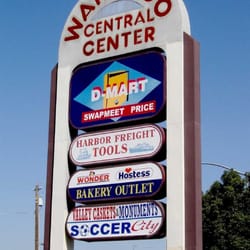 CENTRAL
CENTER
D-MART
SWAPMEET PRICE
HARBOR FREIGHT
TOOLS
WONDER Hostess
BAKERY OUTLET
VALLEY CASKETS & MONUMENTS
SOCCER City